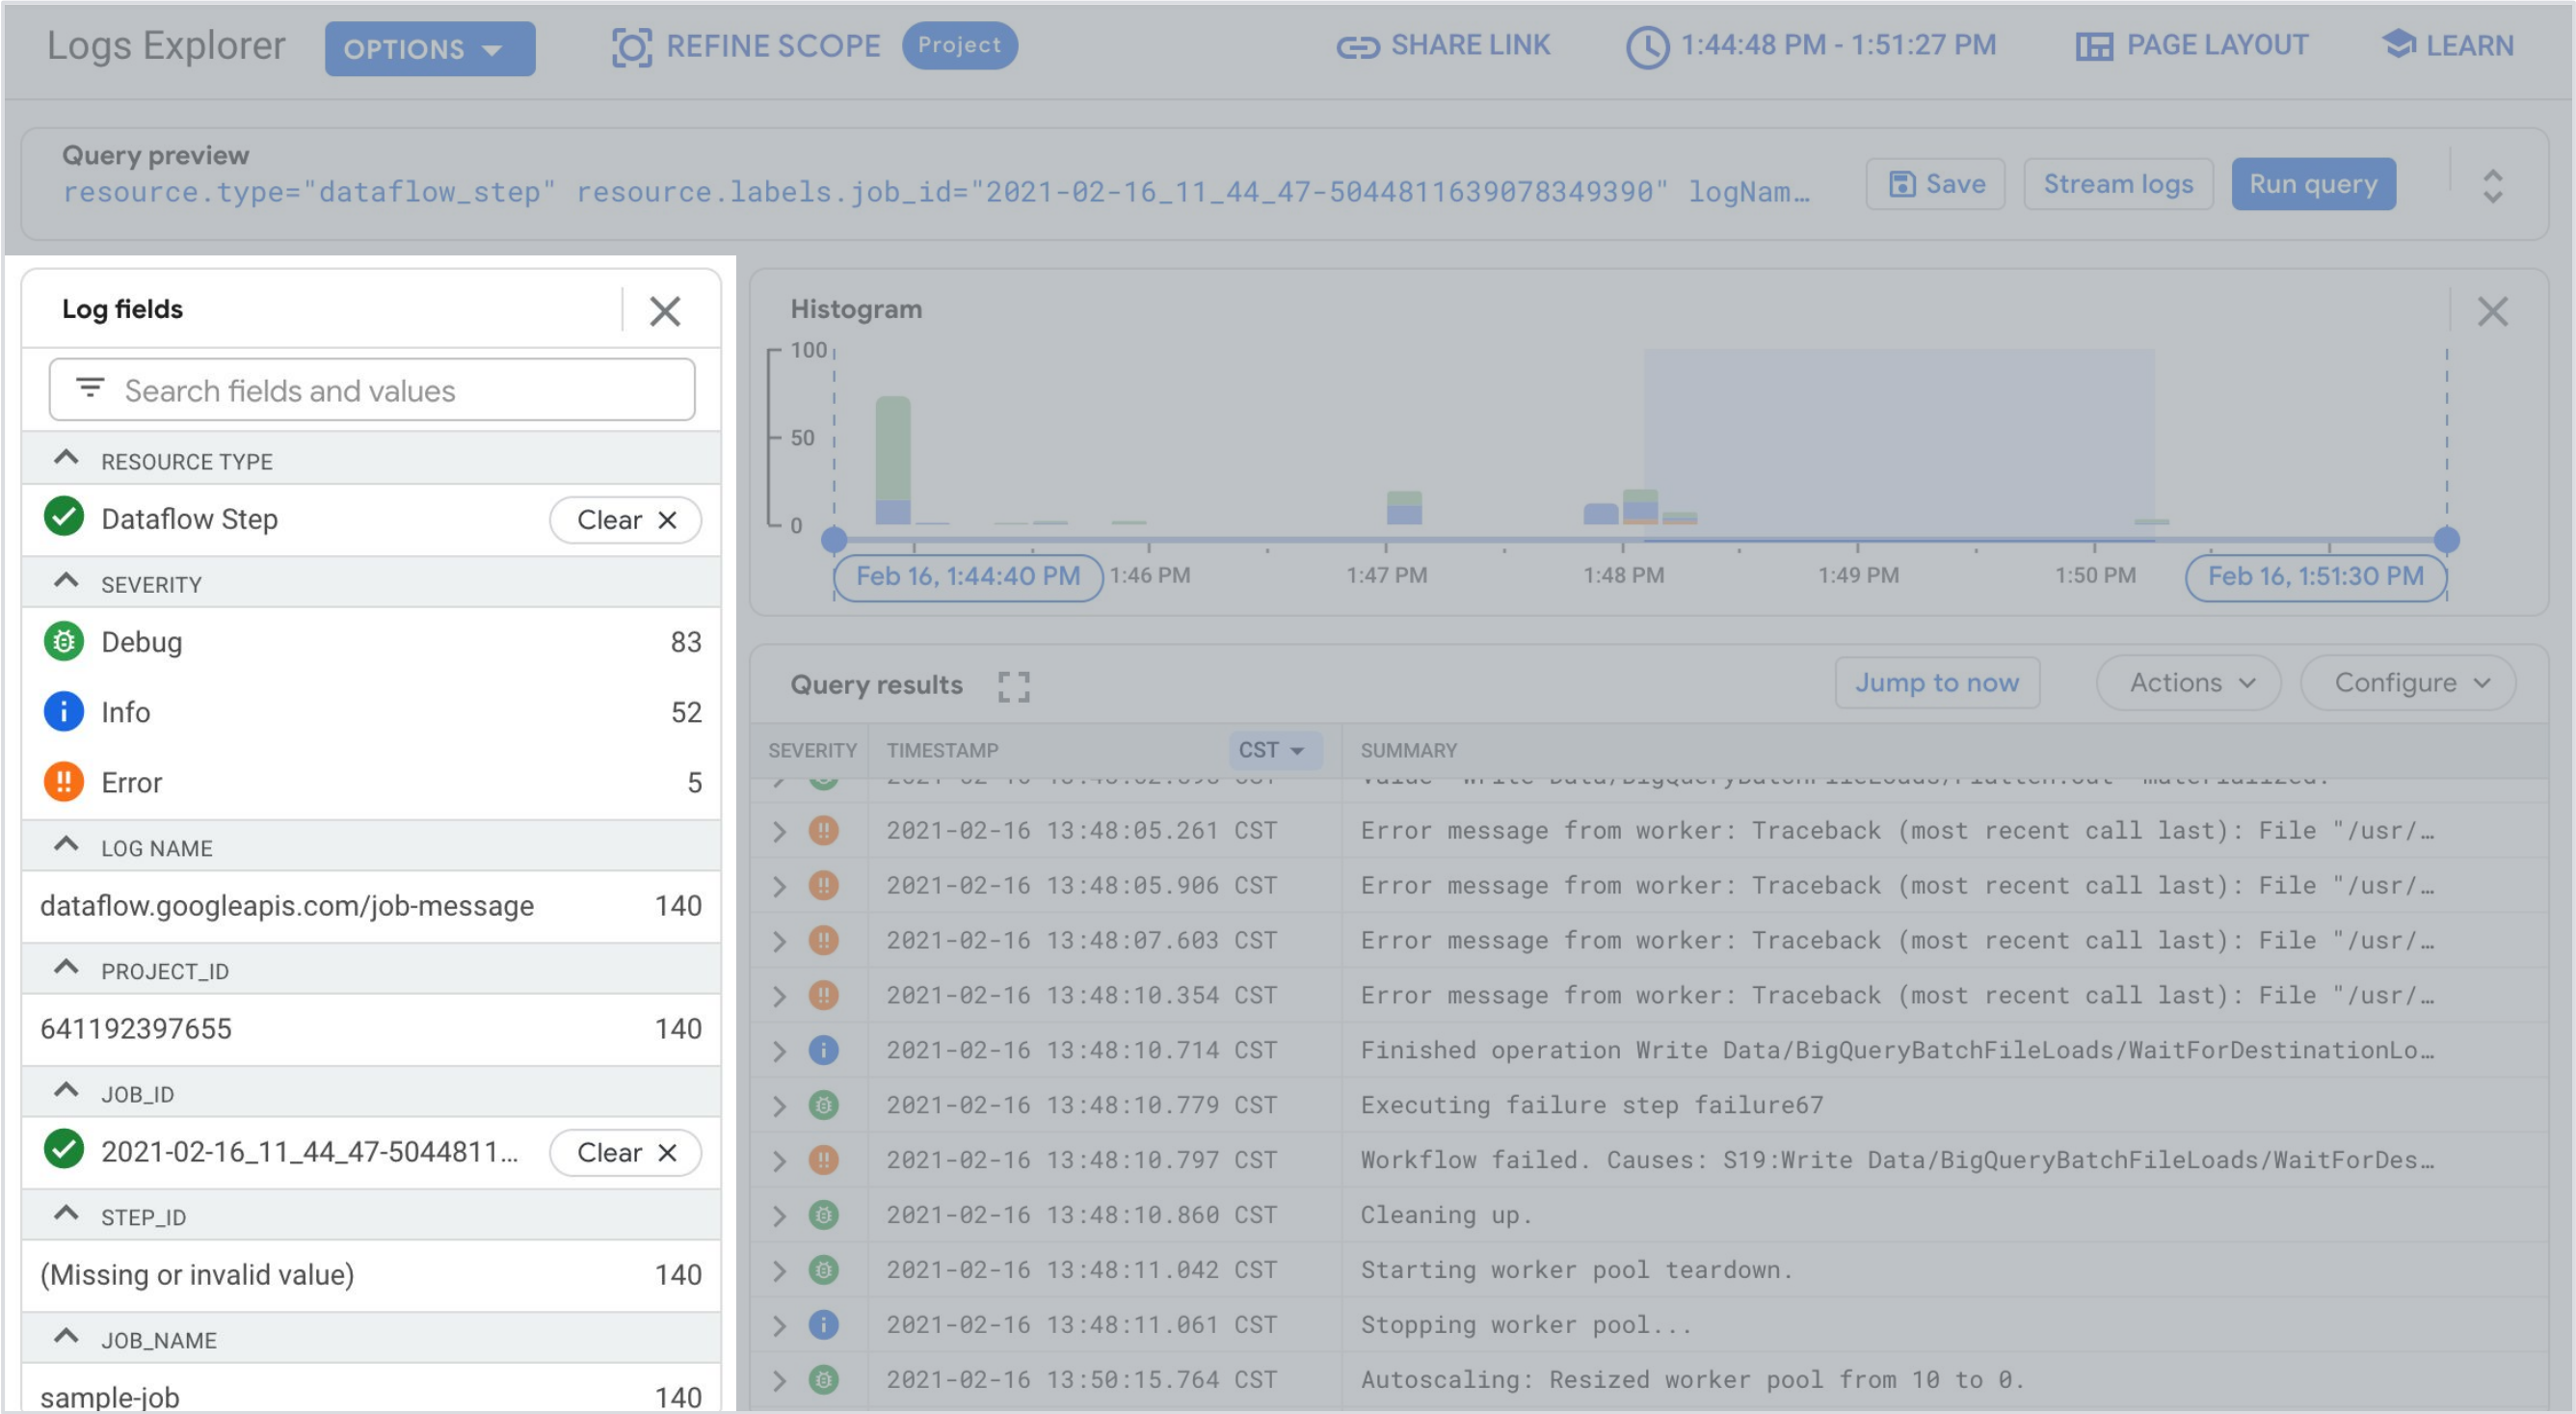 Logs Explorer OPTIONS REFINE SCOPE Project SHARE LINK 1:44:48 PM - 1:51:27 PM PAGE LAYOUT LEARN
Query preview
resource.type="dataflow_step" resource.labels.job_id="2021-02-16_11_44_47-5044811639078349390" logNam… Save Stream logs Run query
Log fields
Search fields and values
RESOURCE TYPE
Dataflow Step Clear
SEVERITY
Debug 83
Info 52
Error 5
LOG NAME
dataflow.googleapis.com/job-message 140
PROJECT_ID
641192397655 140
JOB_ID
2021-02-16_11_44_47-5044811... Clear
STEP_ID
(Missing or invalid value) 140
JOB_NAME
sample-job 140
Histogram
100
50
0
Feb 16, 1:44:40 PM 1:46 PM 1:47 PM 1:48 PM 1:49 PM 1:50 PM Feb 16, 1:51:30 PM
Query results Jump to now Actions Configure
SEVERITY TIMESTAMP CST SUMMARY
2021-02-16 13:48:05.261 CST Error message from worker: Traceback (most recent call last): File "/usr/…
2021-02-16 13:48:05.906 CST Error message from worker: Traceback (most recent call last): File "/usr/…
2021-02-16 13:48:07.603 CST Error message from worker: Traceback (most recent call last): File "/usr/…
2021-02-16 13:48:10.354 CST Error message from worker: Traceback (most recent call last): File "/usr/…
2021-02-16 13:48:10.714 CST Finished operation Write Data/BigQueryBatchFileLoads/WaitForDestinationLo…
2021-02-16 13:48:10.779 CST Executing failure step failure67
2021-02-16 13:48:10.797 CST Workflow failed. Causes: S19:Write Data/BigQueryBatchFileLoads/WaitForDes…
2021-02-16 13:48:10.860 CST Cleaning up.
2021-02-16 13:48:11.042 CST Starting worker pool teardown.
2021-02-16 13:48:11.061 CST Stopping worker pool...
2021-02-16 13:50:15.764 CST Autoscaling: Resized worker pool from 10 to 0.